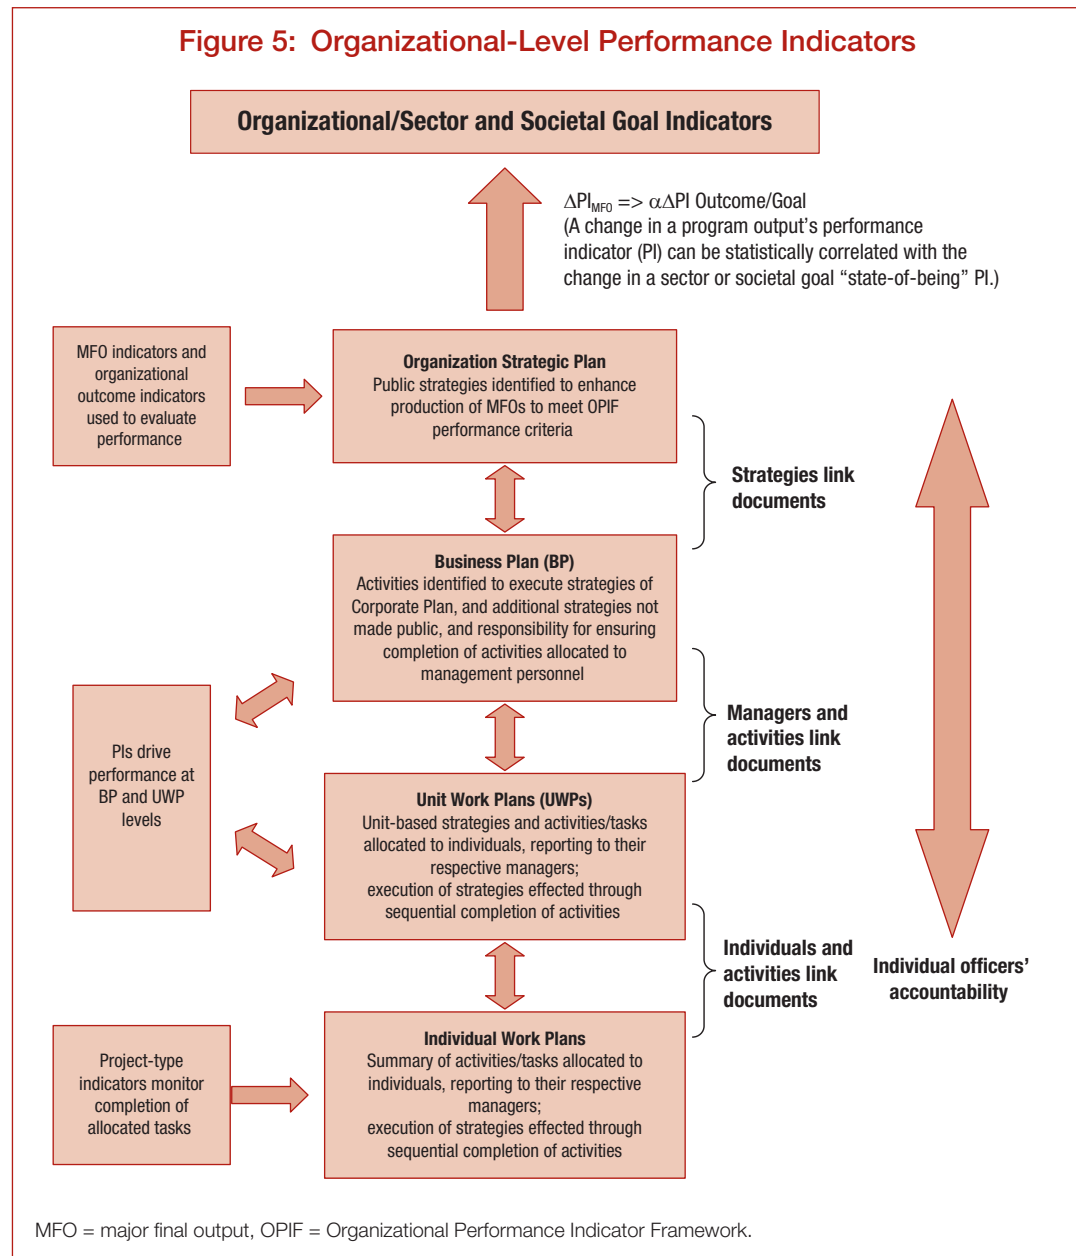 Figure 5: Organizational-Level Performance Indicators
Organizational/Sector and Societal Goal Indicators
ΔPI_MFO => αΔPI Outcome/Goal
(A change in a program output's performance
indicator (PI) can be statistically correlated with the
change in a sector or societal goal “state-of-being” PI.)
MFO indicators and
organizational
outcome indicators
used to evaluate
performance
Organization Strategic Plan
Public strategies identified to enhance
production of MFOs to meet OPIF
performance criteria
Strategies link
documents
Business Plan (BP)
Activities identified to execute strategies of
Corporate Plan, and additional strategies not
made public, and responsibility for ensuring
completion of activities allocated to
management personnel
PIs drive
performance at
BP and UWP
levels
Managers and
activities link
documents
Unit Work Plans (UWPs)
Unit-based strategies and activities/tasks
allocated to individuals, reporting to their
respective managers;
execution of strategies effected through
sequential completion of activities
Individuals and
activities link
documents
Individual officers’
accountability
Project-type
indicators monitor
completion of
allocated tasks
Individual Work Plans
Summary of activities/tasks allocated to
individuals, reporting to their respective
managers;
execution of strategies effected through
sequential completion of activities
MFO = major final output, OPIF = Organizational Performance Indicator Framework.